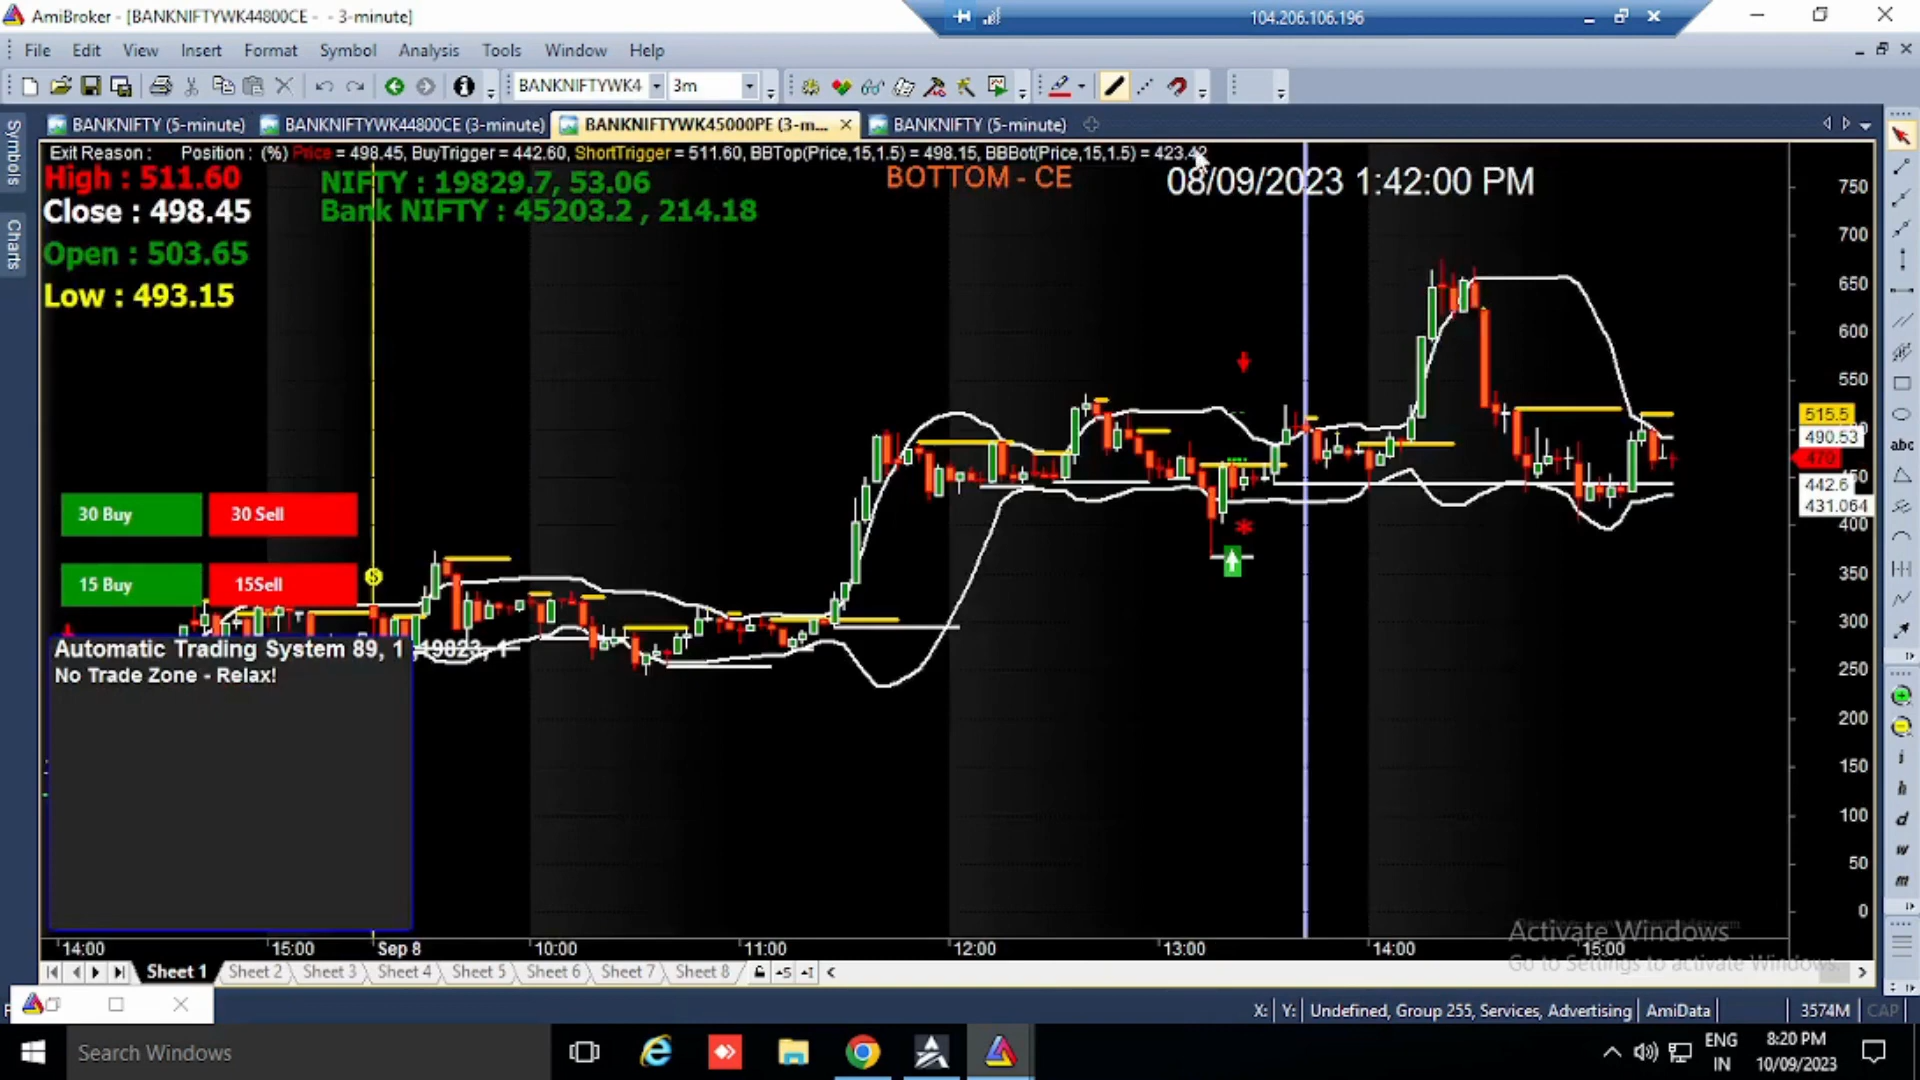 AmiBroker - [BANKNIFTYWK44800CE - - 3-minute]
104.206.106.196
File Edit View Insert Format Symbol Analysis Tools Window Help
BANKNIFTYWK4 3m
BANKNIFTY (5-minute) BANKNIFTYWK44800CE (3-minute) BANKNIFTYWK45000PE (3-m... BANKNIFTY (5-minute)
Symbols
Charts
Exit Reason : Position : (%) Price = 498.45, BuyTrigger = 442.60, ShortTrigger = 511.60, BBTop(Price,15,1.5) = 498.15, BBBot(Price,15,1.5) = 423.42
High : 511.60
Close : 498.45
Open : 503.65
Low : 493.15
NIFTY : 19829.7, 53.06
Bank NIFTY : 45203.2 , 214.18
BOTTOM - CE
08/09/2023 1:42:00 PM
750
700
650
600
550
515.5
490.53
470
442.6
431.064
400
350
300
250
200
150
100
50
0
30 Buy 30 Sell
15 Buy 15Sell
Automatic Trading System 89, 1 ,19823, 1
No Trade Zone - Relax!
abc
i
h
d
w
m
14:00 15:00 Sep 8 10:00 11:00 12:00 13:00 14:00 15:00
Activate Windows
Go to Settings to activate Windows.
Sheet 1 Sheet 2 Sheet 3 Sheet 4 Sheet 5 Sheet 6 Sheet 7 Sheet 8
X: Y: Undefined, Group 255, Services, Advertising AmiData 3574M CAP
Search Windows
ENG
IN
8:20 PM
10/09/2023